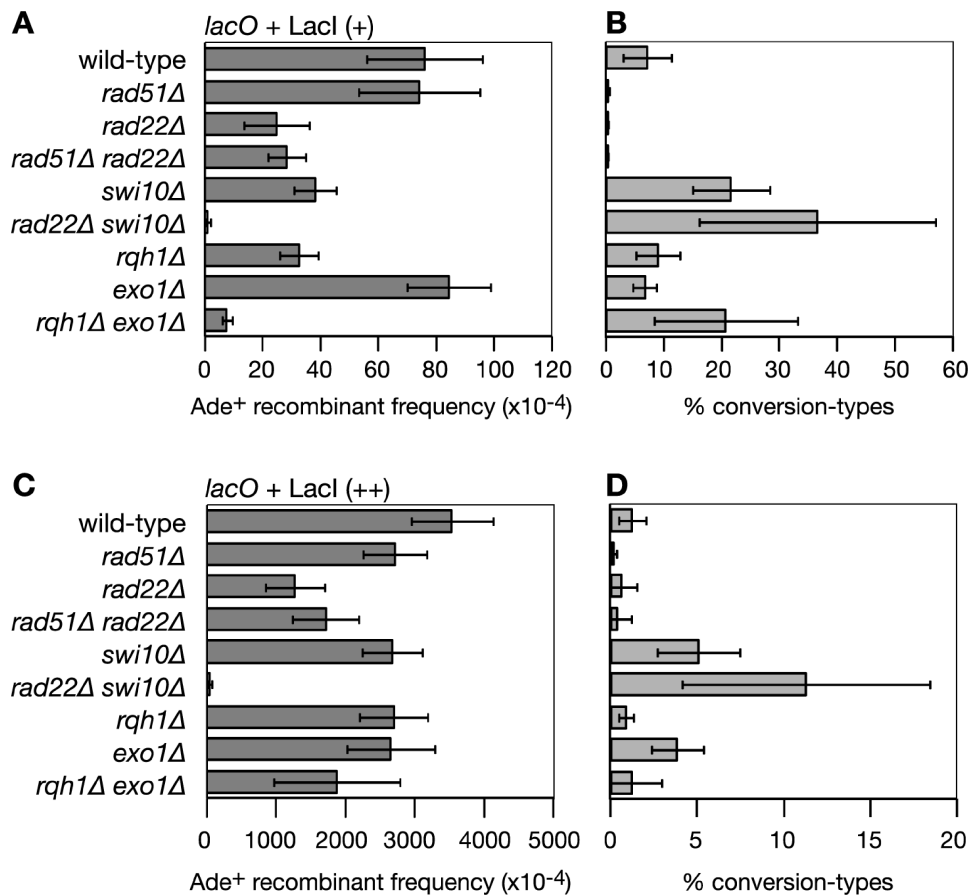 A
lacO + LacI (+)
B
wild-type
rad51Δ
rad22Δ
rad51Δ rad22Δ
swi10Δ
rad22Δ swi10Δ
rqh1Δ
exo1Δ
rqh1Δ exo1Δ
0 20 40 60 80 100 120
0 10 20 30 40 50 60
Ade+ recombinant frequency (x10-4)
% conversion-types
C
lacO + LacI (++)
D
wild-type
rad51Δ
rad22Δ
rad51Δ rad22Δ
swi10Δ
rad22Δ swi10Δ
rqh1Δ
exo1Δ
rqh1Δ exo1Δ
0 1000 2000 3000 4000 5000
0 5 10 15 20
Ade+ recombinant frequency (x10-4)
% conversion-types